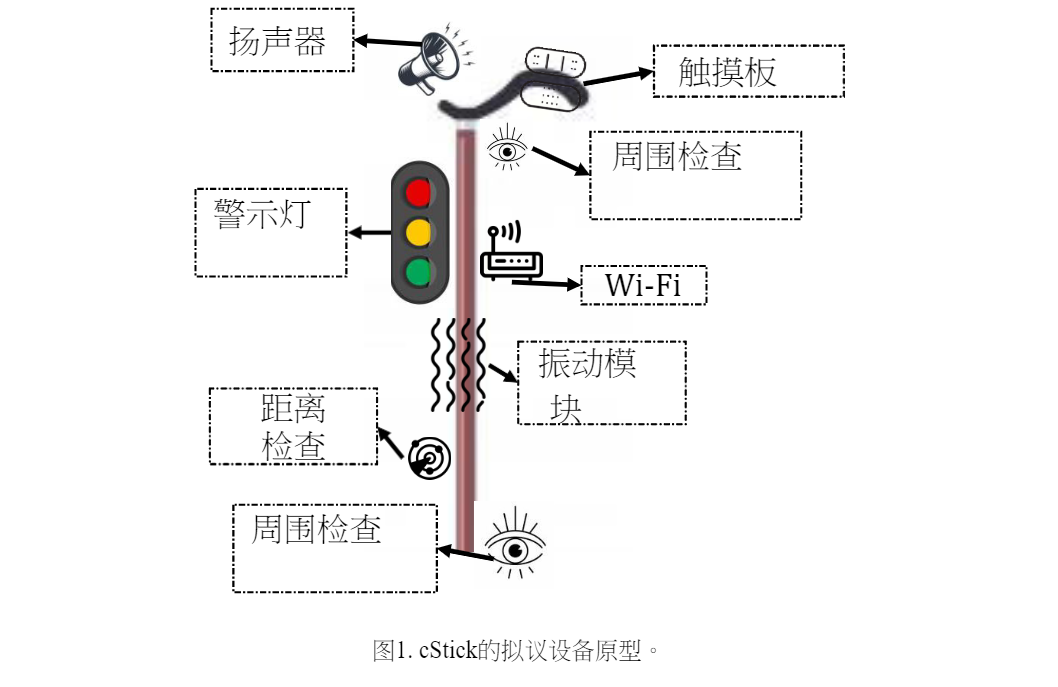 扬声器
触摸板
周围检查
警示灯
Wi-Fi
振动模
块
距离
检查
周围检查
图1. cStick的拟议设备原型。